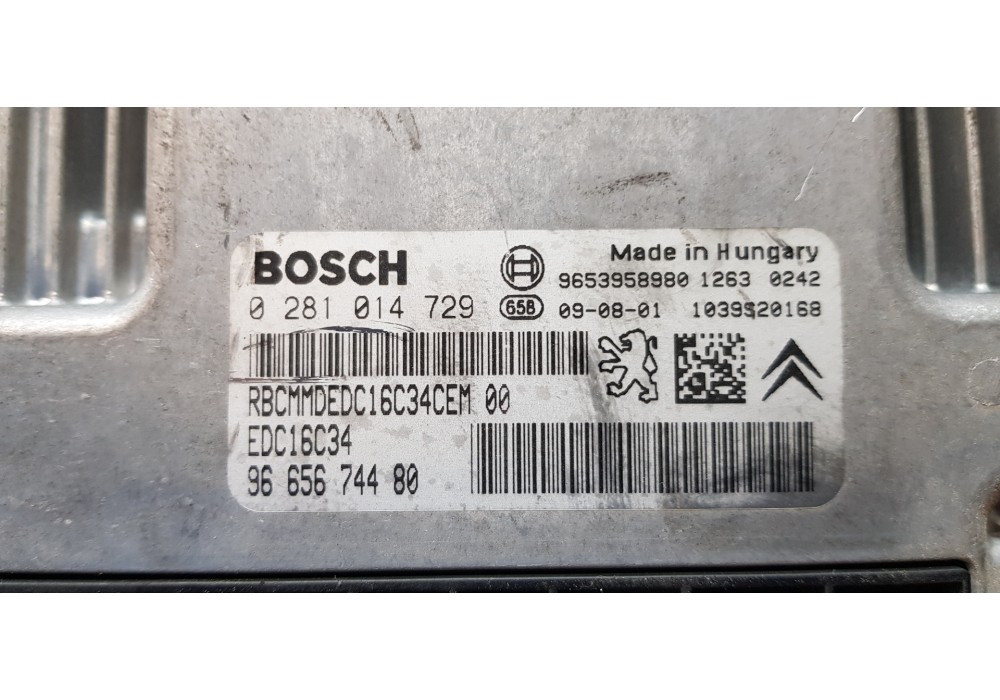 BOSCH
Made in Hungary
9653958980 1263 0242
0 281 014 729
658 09-08-01 1039S20168
RBCMMDEDC16C34CEM 00
EDC16C34
96 656 744 80